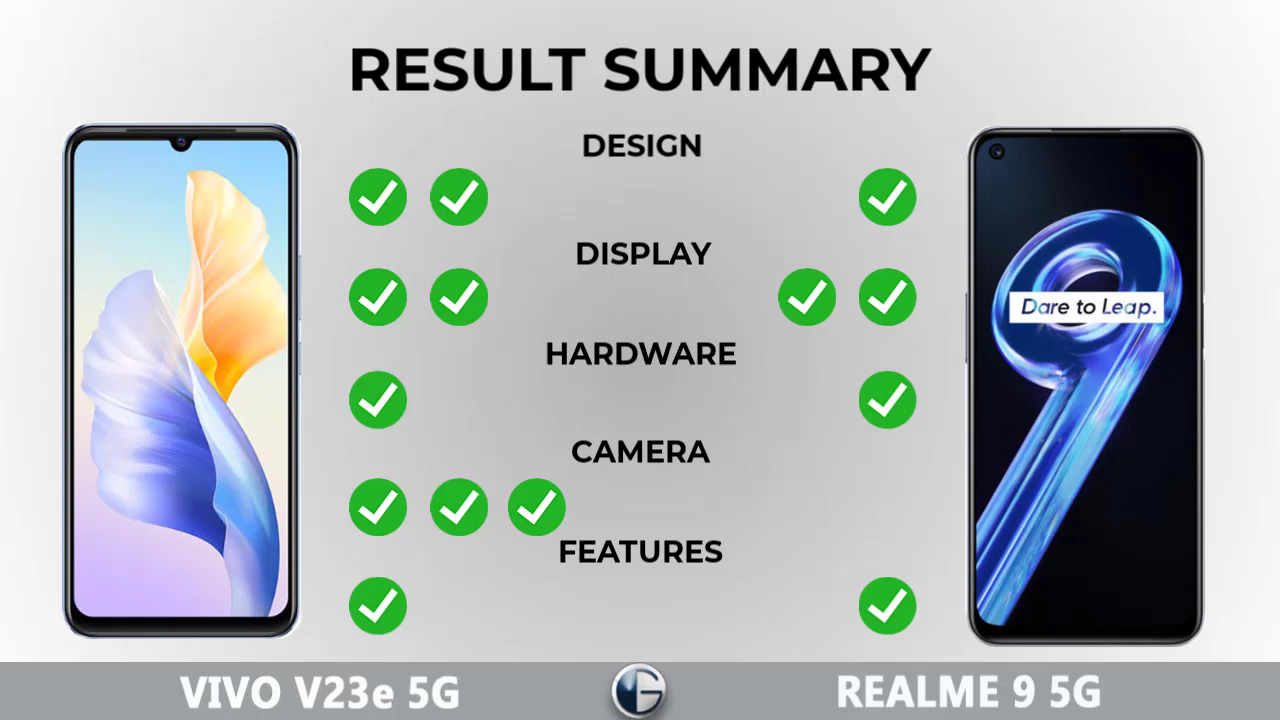 RESULT SUMMARY
DESIGN
DISPLAY
Dare to Leap.
HARDWARE
CAMERA
FEATURES
VIVO V23e 5G
G
REALME 9 5G